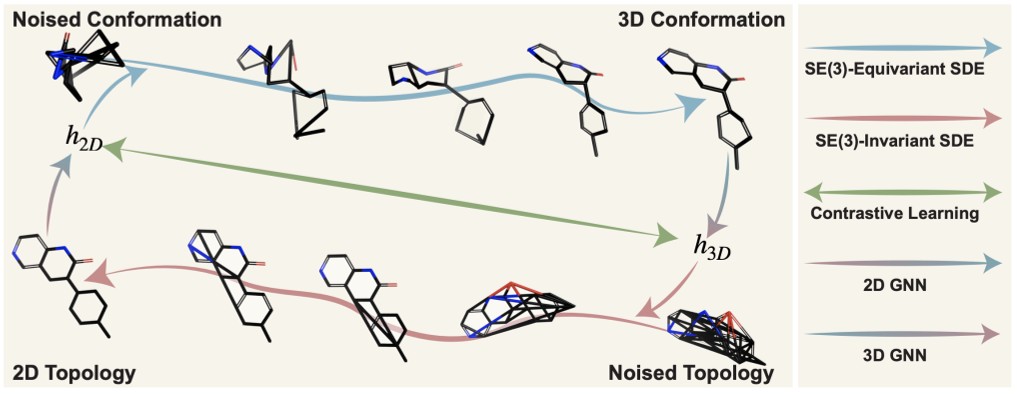 Noised Conformation
3D Conformation
h2D
h3D
2D Topology
Noised Topology
SE(3)-Equivariant SDE
SE(3)-Invariant SDE
Contrastive Learning
2D GNN
3D GNN